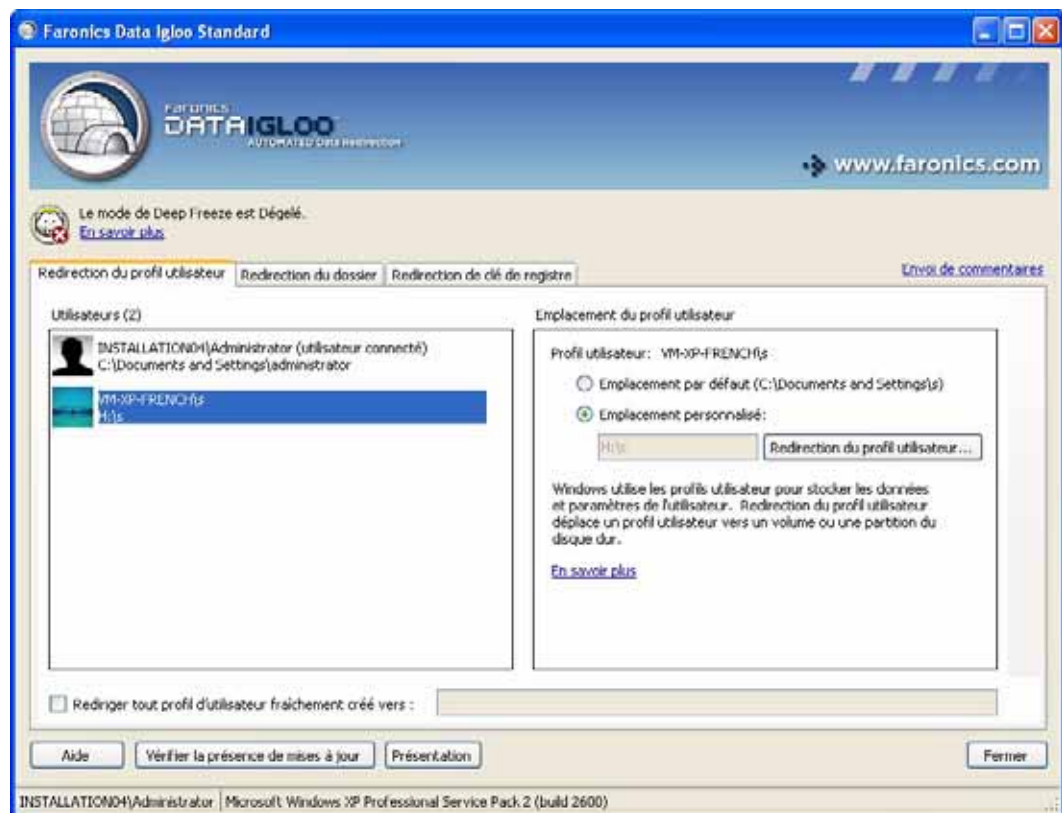 Faronics Data Igloo Standard
FARONICS
DATAIGLOO
AUTOMATED Data Redirection
www.faronics.com
Le mode de Deep Freeze est Dégelé.
En savoir plus
Redirection du profil utilisateur
Redirection du dossier
Redirection de clé de registre
Envoi de commentaires
Utilisateurs (2)
INSTALLATION04\Administrator (utilisateur connecté)
C:\Documents and Settings\administrator
VM-XP-FRENCH\s
H:\s
Emplacement du profil utilisateur
Profil utilisateur: VM-XP-FRENCH\s
Emplacement par défaut (C:\Documents and Settings\s)
Emplacement personnalisé:
H:\s
Redirection du profil utilisateur...
Windows utilise les profils utilisateur pour stocker les données
et paramètres de l'utilisateur. Redirection du profil utilisateur
déplace un profil utilisateur vers un volume ou une partition du
disque dur.
En savoir plus
Rediriger tout profil d'utilisateur fraîchement créé vers :
Aide
Vérifier la présence de mises à jour
Présentation
Fermer
INSTALLATION04\Administrator
Microsoft Windows XP Professional Service Pack 2 (build 2600)